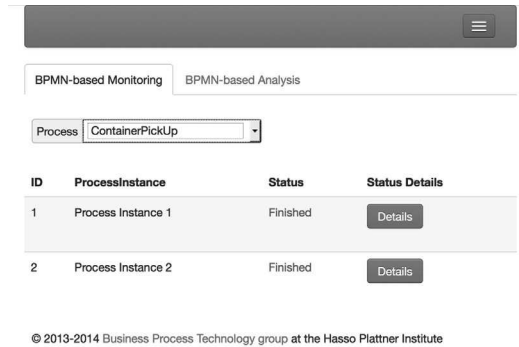 BPMN-based Monitoring BPMN-based Analysis
Process ContainerPickUp
ID ProcessInstance Status Status Details
1 Process Instance 1 Finished Details
2 Process Instance 2 Finished Details
© 2013-2014 Business Process Technology group at the Hasso Plattner Institute